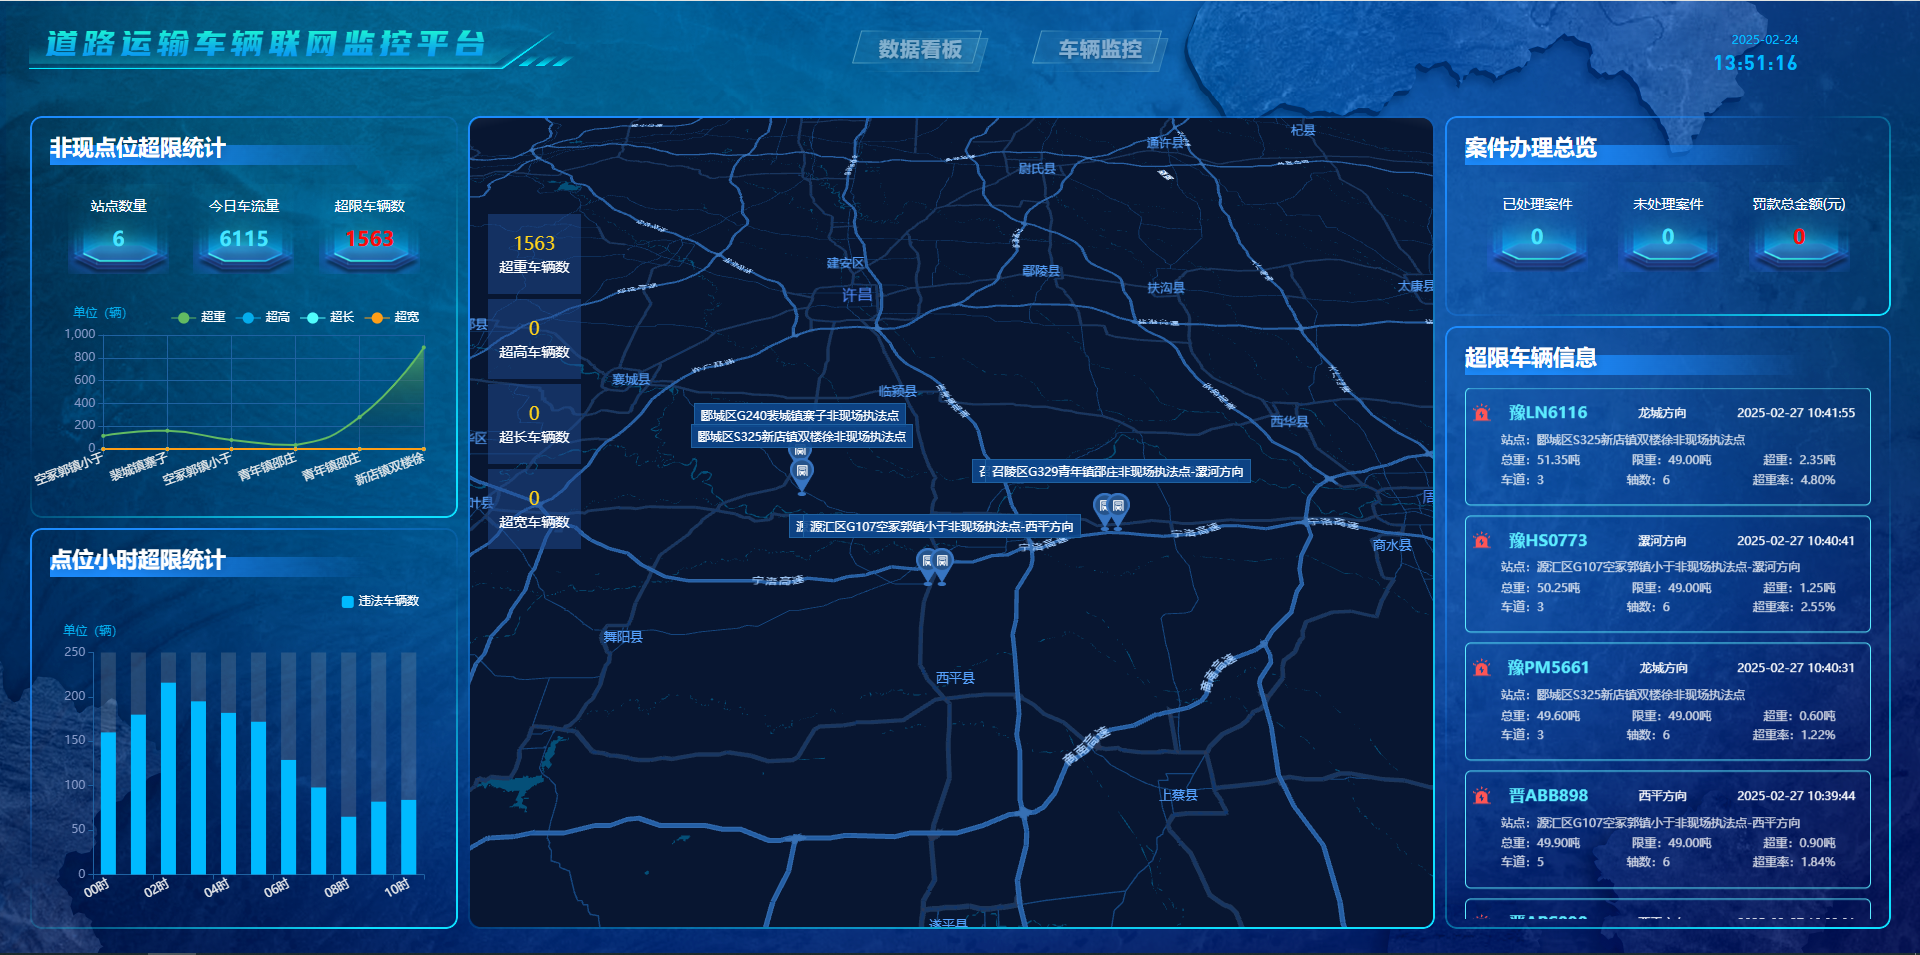 道路运输车辆联网监控平台
数据看板
车辆监控
2025-02-24
13:51:16
非现点位超限统计
站点数量
今日车流量
超限车辆数
6
6115
1563
单位（辆）
超重
超高
超长
超宽
1,000
800
600
400
200
0
空冢郭镇小于
裴城镇寨子
空冢郭镇小于
青年镇邵庄
青年镇邵庄
新店镇双楼徐
点位小时超限统计
违法车辆数
单位（辆）
250
200
150
100
50
0
00时
02时
04时
06时
08时
10时
1563
超重车辆数
0
超高车辆数
0
超长车辆数
0
超宽车辆数
杞县
通许县
尉氏县
建安区
许昌
鄢陵县
扶沟县
太康县
襄城县
临颍县
西华县
叶县
郾城区G240裴城镇寨子非现场执法点
郾城区S325新店镇双楼徐非现场执法点
召陵区G329青年镇邵庄非现场执法点-漯河方向
源汇区G107空冢郭镇小于非现场执法点-西平方向
宁洛高速
宁洛高速
宁洛高速
宁洛高速
商水县
舞阳县
西平县
商南高速
商南高速
上蔡县
遂平县
案件办理总览
已处理案件
未处理案件
罚款总金额(元)
0
0
0
超限车辆信息
豫LN6116
龙城方向
2025-02-27 10:41:55
站点：郾城区S325新店镇双楼徐非现场执法点
总重：51.35吨
限重：49.00吨
超重：2.35吨
车道：3
轴数：6
超重率：4.80%
豫HS0773
漯河方向
2025-02-27 10:40:41
站点：源汇区G107空冢郭镇小于非现场执法点-漯河方向
总重：50.25吨
限重：49.00吨
超重：1.25吨
车道：3
轴数：6
超重率：2.55%
豫PM5661
龙城方向
2025-02-27 10:40:31
站点：郾城区S325新店镇双楼徐非现场执法点
总重：49.60吨
限重：49.00吨
超重：0.60吨
车道：3
轴数：6
超重率：1.22%
晋ABB898
西平方向
2025-02-27 10:39:44
站点：源汇区G107空冢郭镇小于非现场执法点-西平方向
总重：49.90吨
限重：49.00吨
超重：0.90吨
车道：5
轴数：6
超重率：1.84%